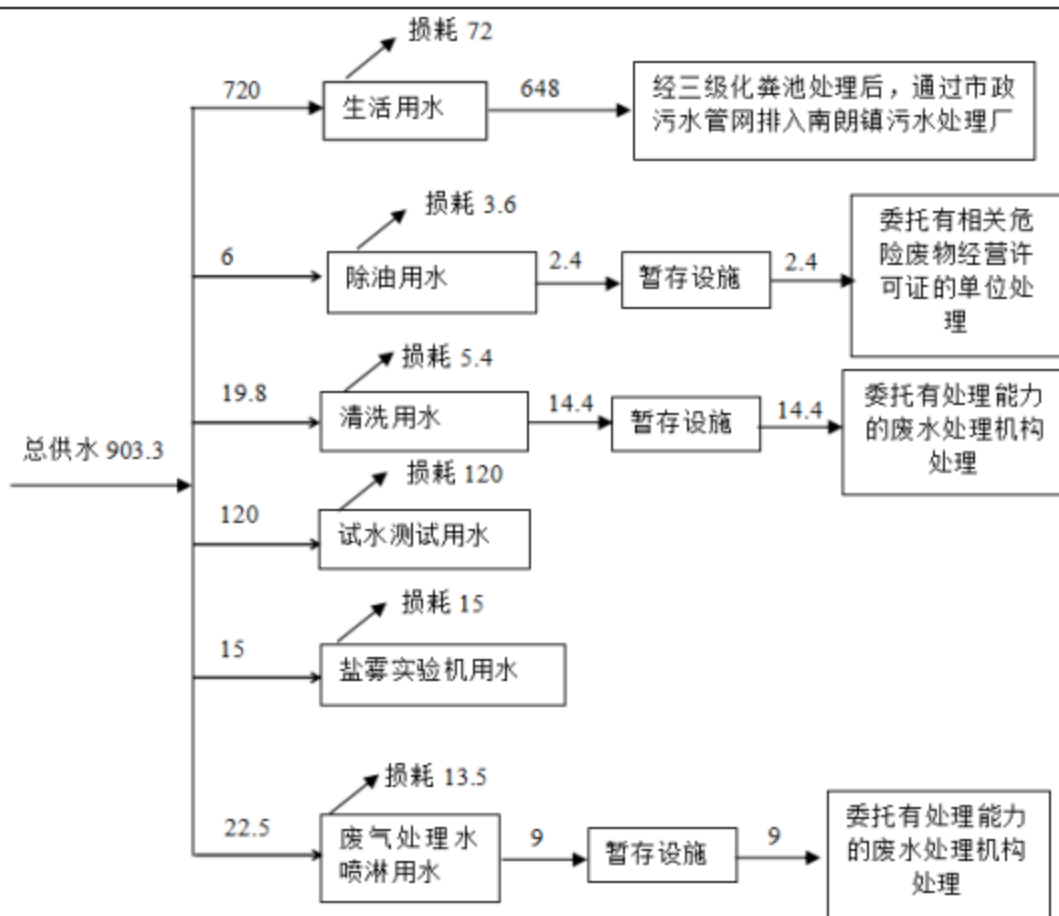 损耗 72
720
生活用水
648
经三级化粪池处理后，通过市政
污水管网排入南朗镇污水处理厂
损耗 3.6
6
除油用水
2.4
暂存设施
2.4
委托有相关危
险废物经营许
可证的单位处
理
损耗 5.4
19.8
清洗用水
14.4
暂存设施
14.4
委托有处理能力
的废水处理机构
处理
总供水 903.3
损耗 120
120
试水测试用水
损耗 15
15
盐雾实验机用水
损耗 13.5
22.5
废气处理水
喷淋用水
9
暂存设施
9
委托有处理能力
的废水处理机构
处理